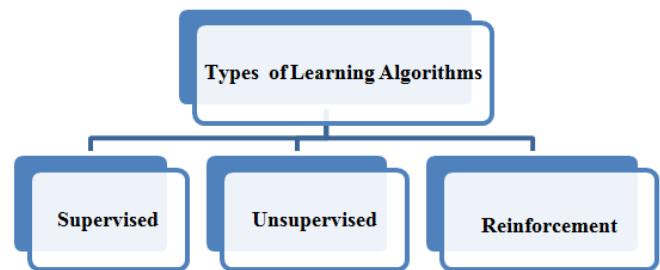 Types of Learning Algorithms
Supervised
Unsupervised
Reinforcement